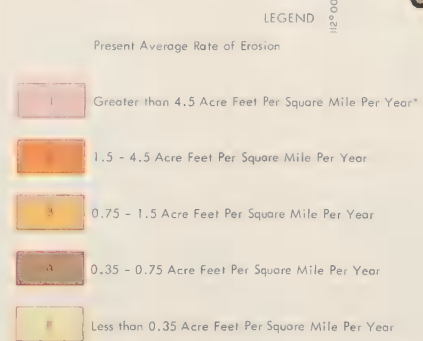 LEGEND
112° 00
Present Average Rate of Erosion
1 Greater than 4.5 Acre Feet Per Square Mile Per Year*
1.5 - 4.5 Acre Feet Per Square Mile Per Year
3 0.75 - 1.5 Acre Feet Per Square Mile Per Year
0.35 - 0.75 Acre Feet Per Square Mile Per Year
Less than 0.35 Acre Feet Per Square Mile Per Year